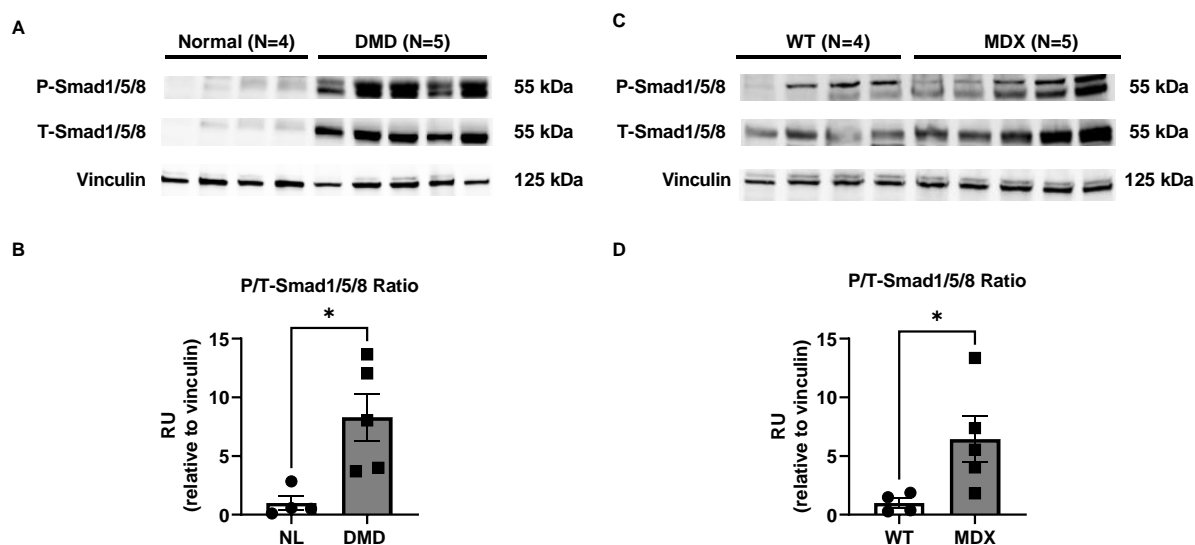 A
Normal (N=4) DMD (N=5)
P-Smad1/5/8 55 kDa
T-Smad1/5/8 55 kDa
Vinculin 125 kDa
B
P/T-Smad1/5/8 Ratio
*
15
10
5
0
RU
(relative to vinculin)
NL DMD
C
WT (N=4) MDX (N=5)
P-Smad1/5/8 55 kDa
T-Smad1/5/8 55 kDa
Vinculin 125 kDa
D
P/T-Smad1/5/8 Ratio
*
15
10
5
0
RU
(relative to vinculin)
WT MDX